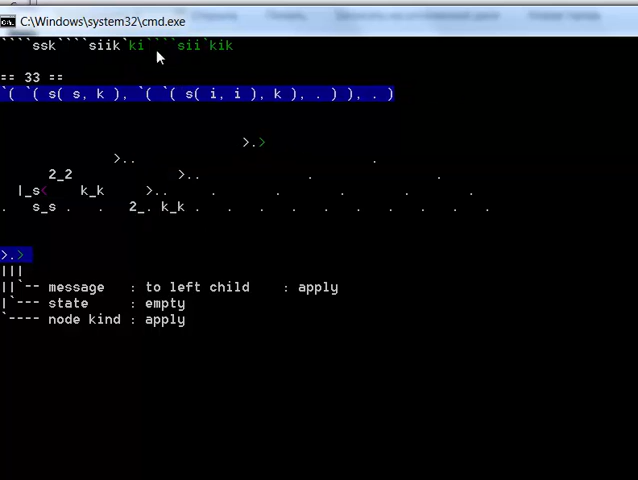 C:\Windows\system32\cmd.exe
````ssk````siik`ki````sii`kik
== 33 ==
`( `( s( s, k ), `( `( s( i, i ), k ), . ) ), . )
>.>
>.. .
2_2 >.. . .
|_s< k_k >.. . . . . .
. s_s . . 2_. k_k . . . . . . . . . .
>.>
|||
||`-- message : to left child : apply
|`--- state : empty
`---- node kind : apply